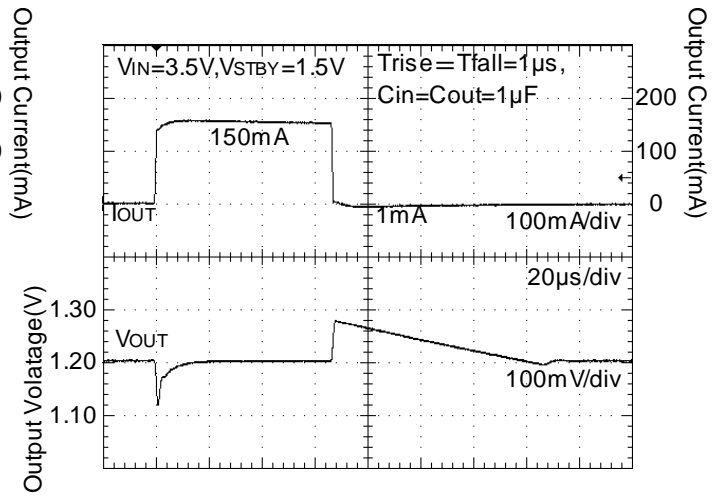 Output Current(mA)
VIN=3.5V,VSTBY=1.5V
Trise=Tfall=1µs,
Cin=Cout=1µF
200
100
0
Output Current(mA)
150mA
IOUT
1mA
100mA/div
20µs/div
Output Volatage(V)
1.30
1.20
1.10
VOUT
100mV/div